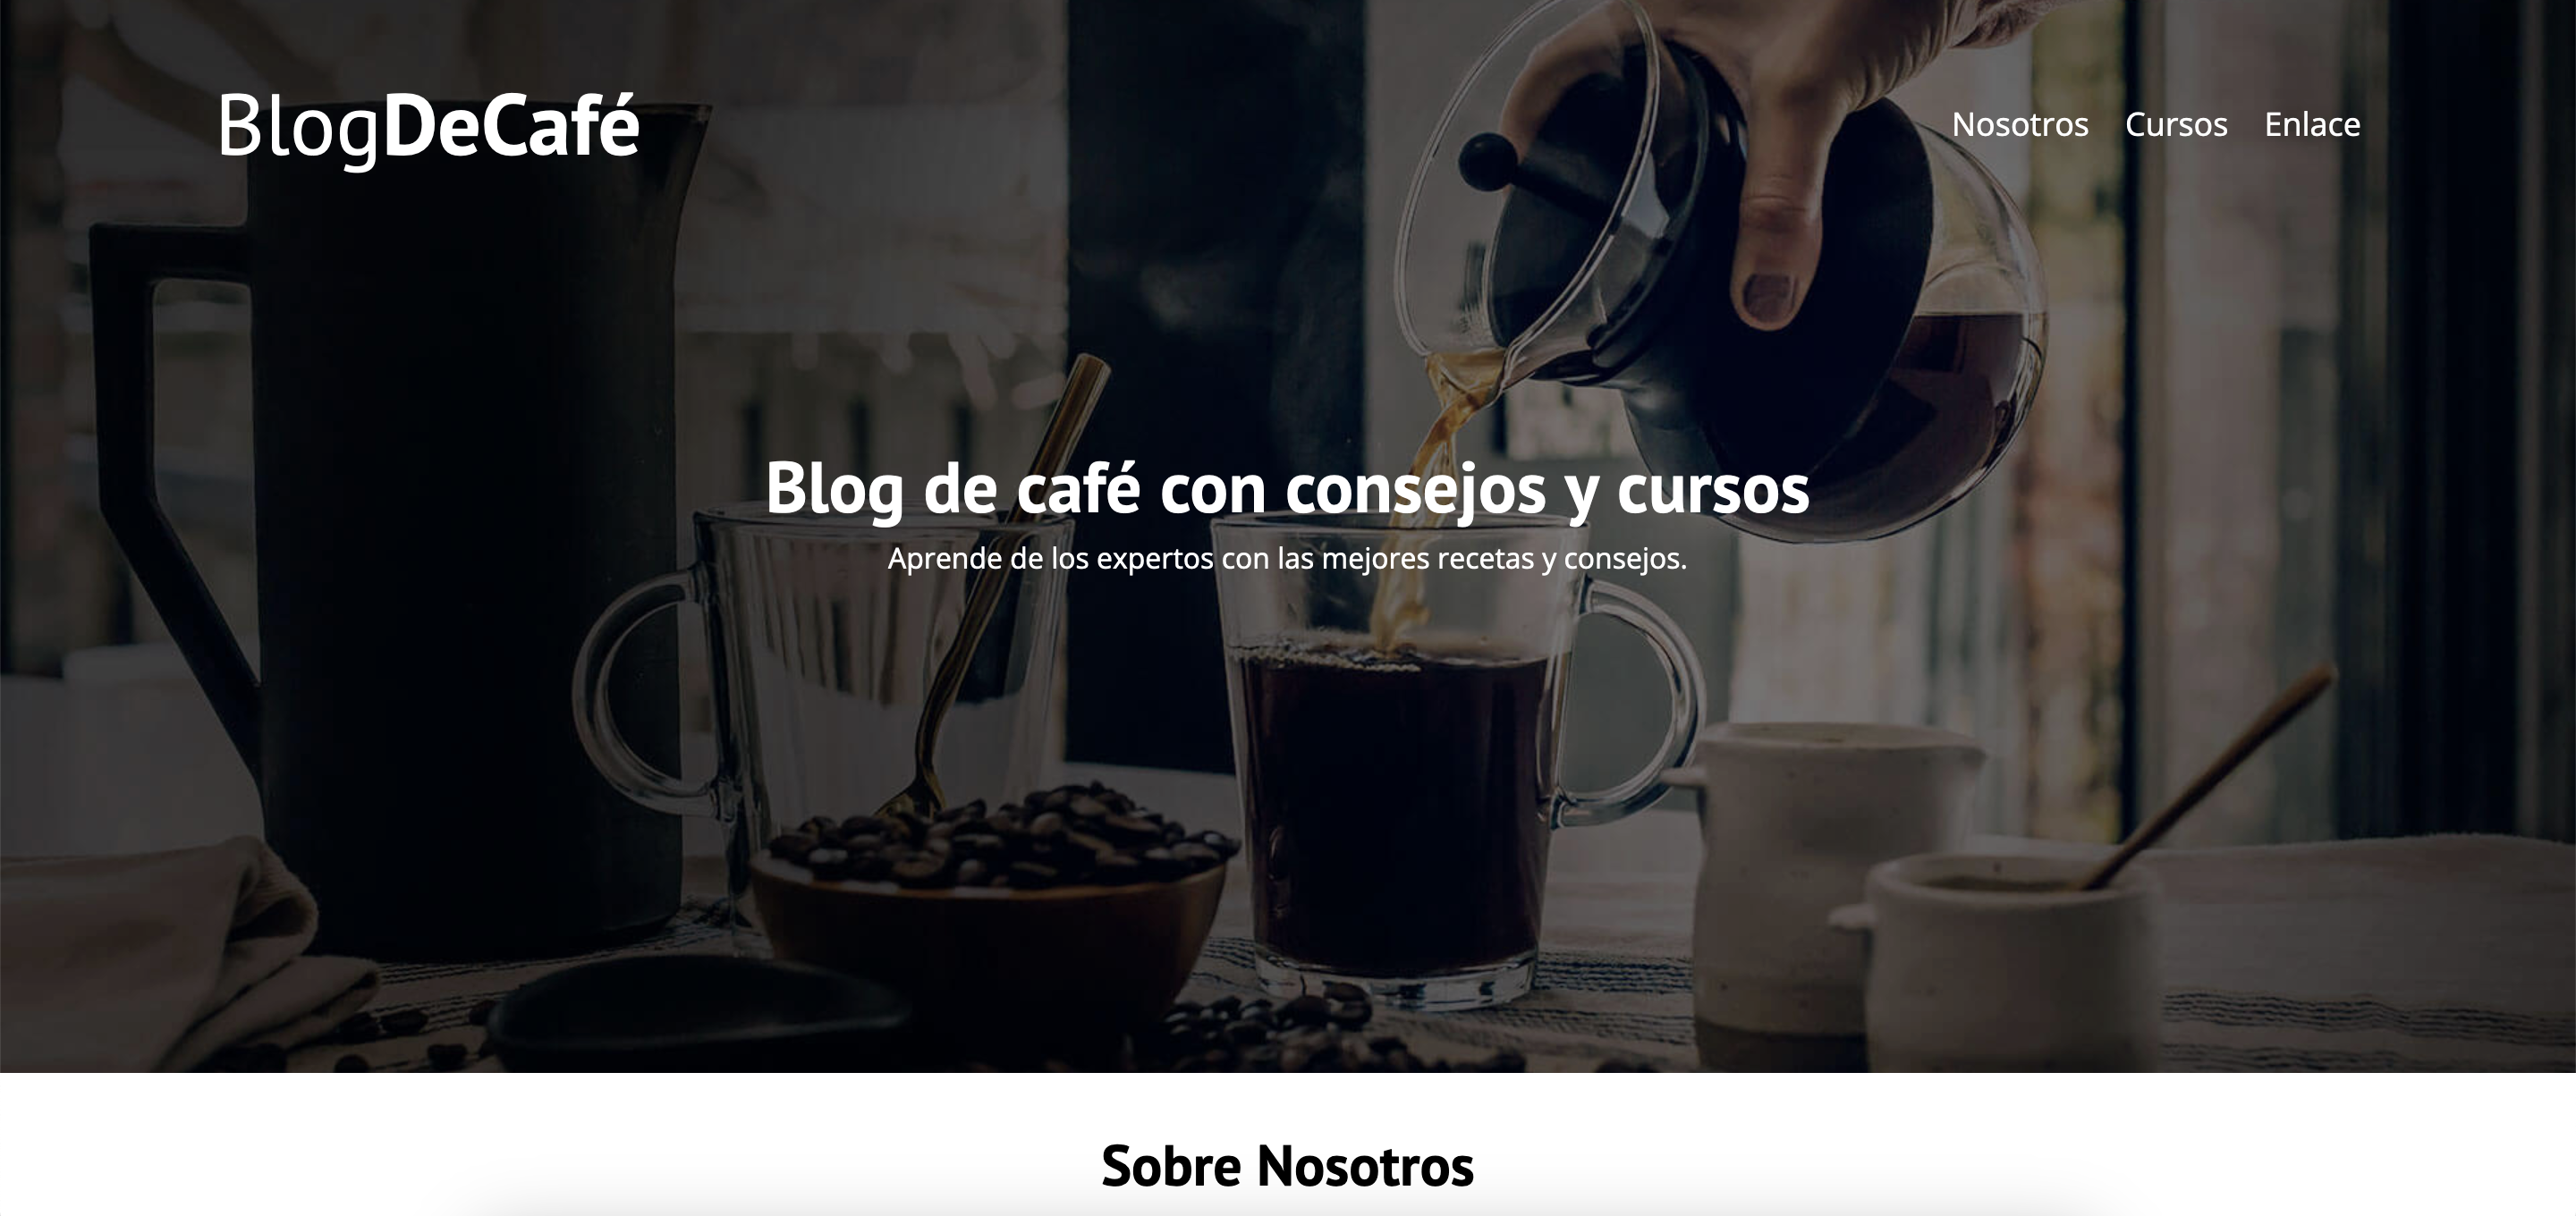 BlogDeCafé
Nosotros Cursos Enlace
Blog de café con consejos y cursos
Aprende de los expertos con las mejores recetas y consejos.
Sobre Nosotros